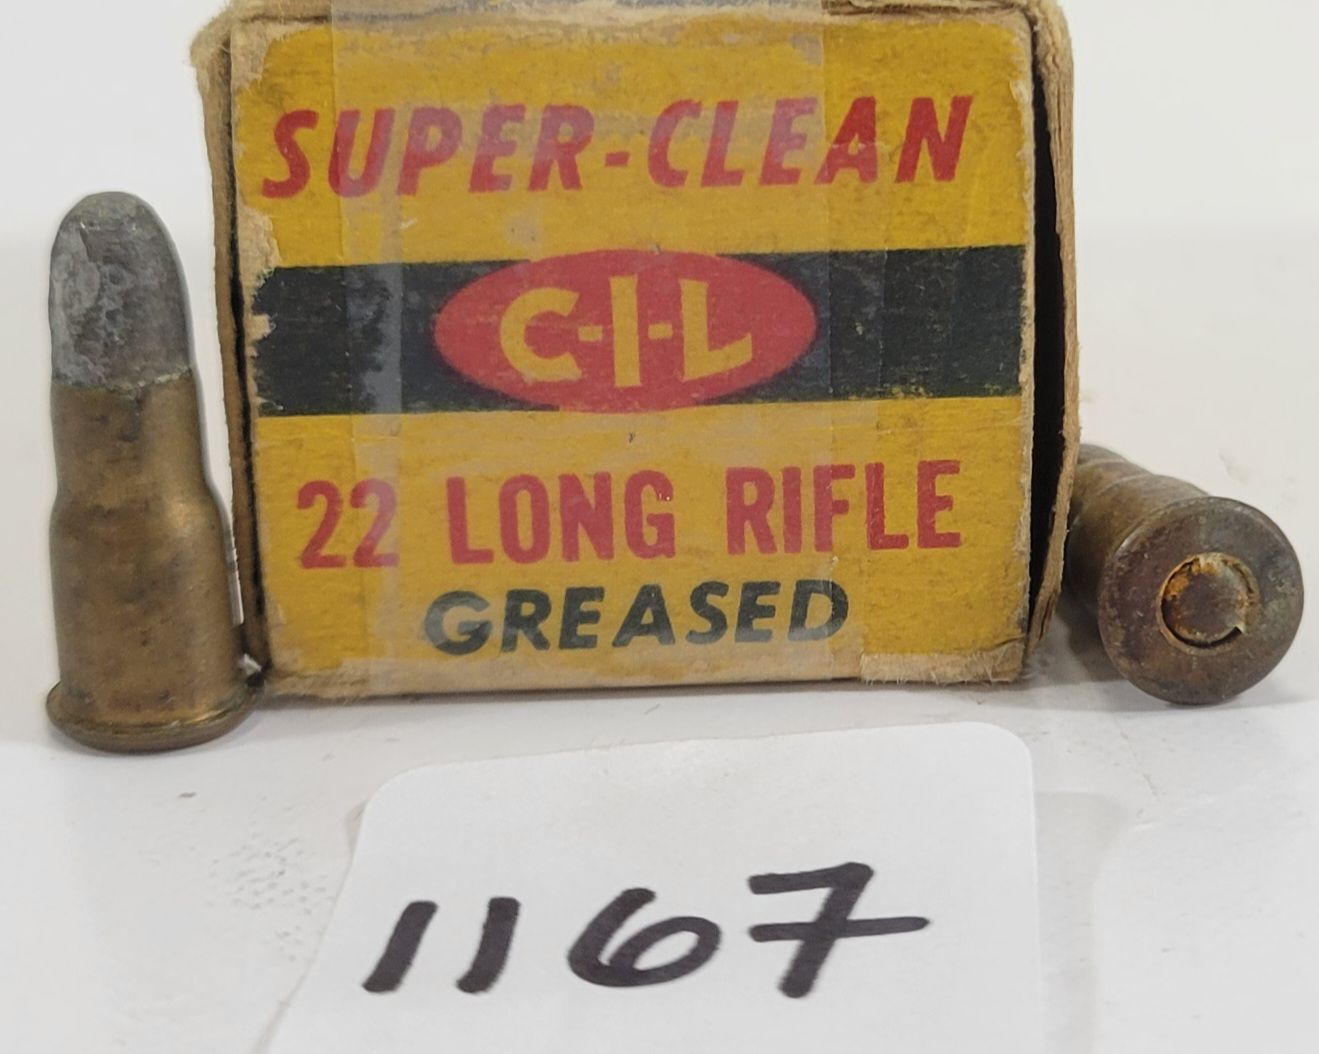 SUPER-CLEAN
C-I-L
22 LONG RIFLE
GREASED
1167